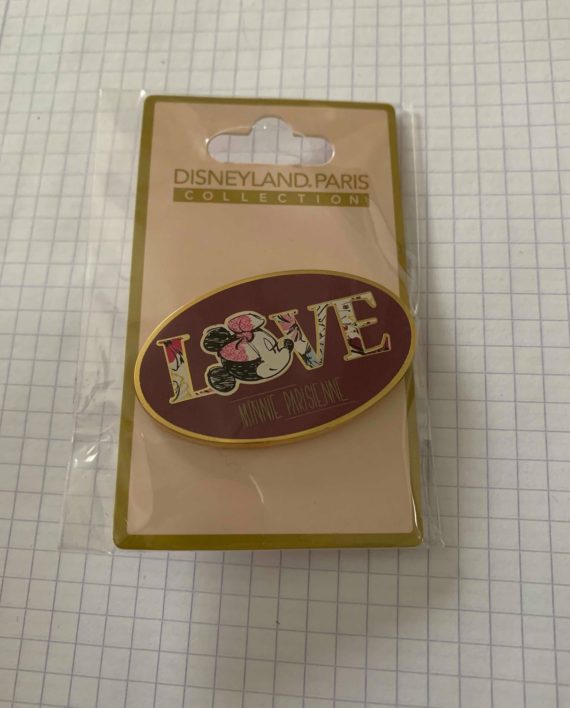 DISNEYLAND PARIS
COLLECTION
LOVE
MINNIE PARISIENNE